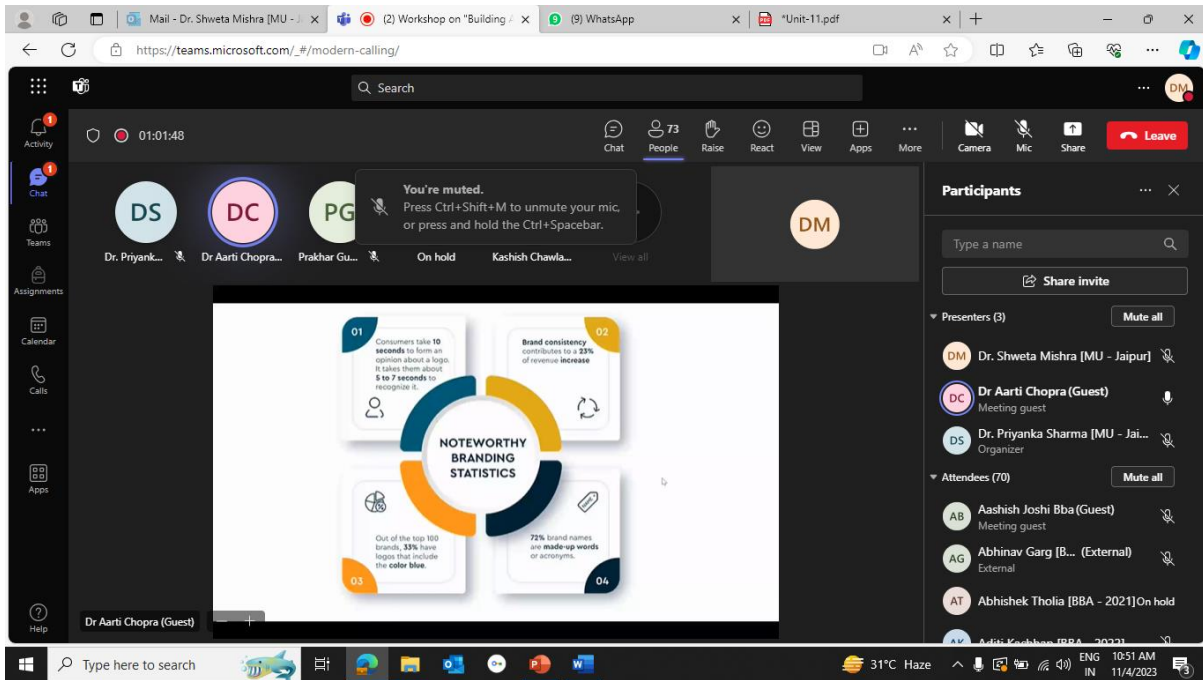 Mail - Dr. Shweta Mishra [MU - J
(2) Workshop on "Building A
(9) WhatsApp
*Unit-11.pdf
https://teams.microsoft.com/_#/modern-calling/
Search
DM
01:01:48
Chat
73
People
Raise
React
View
Apps
More
Camera
Mic
Share
Leave
1
Activity
1
Chat
Teams
Assignments
Calendar
Calls
Apps
Help
DS
DC
PG
You're muted.
Press Ctrl+Shift+M to unmute your mic,
or press and hold the Ctrl+Spacebar.
Dr. Priyank...
Dr Aarti Chopra...
Prakhar Gu...
On hold
Kashish Chawla...
View all
DM
01
Consumers take 10
seconds to form an
opinion about a logo.
It takes them about
5 to 7 seconds to
recognize it.
02
Brand consistency
contributes to a 23%
of revenue increase
NOTEWORTHY
BRANDING
STATISTICS
Out of the top 100
brands, 33% have
logos that include
the color blue.
03
72% brand names
are made-up words
or acronyms.
04
Dr Aarti Chopra (Guest)
Participants
Type a name
Share invite
Presenters (3)
Mute all
DM
Dr. Shweta Mishra [MU - Jaipur]
DC
Dr Aarti Chopra (Guest)
Meeting guest
DS
Dr. Priyanka Sharma [MU - Jai...
Organizer
Attendees (70)
Mute all
AB
Aashish Joshi Bba (Guest)
Meeting guest
AG
Abhinav Garg [B... (External)
External
AT
Abhishek Tholia [BBA - 2021] On hold
Type here to search
31°C Haze
ENG
IN
10:51 AM
11/4/2023
3